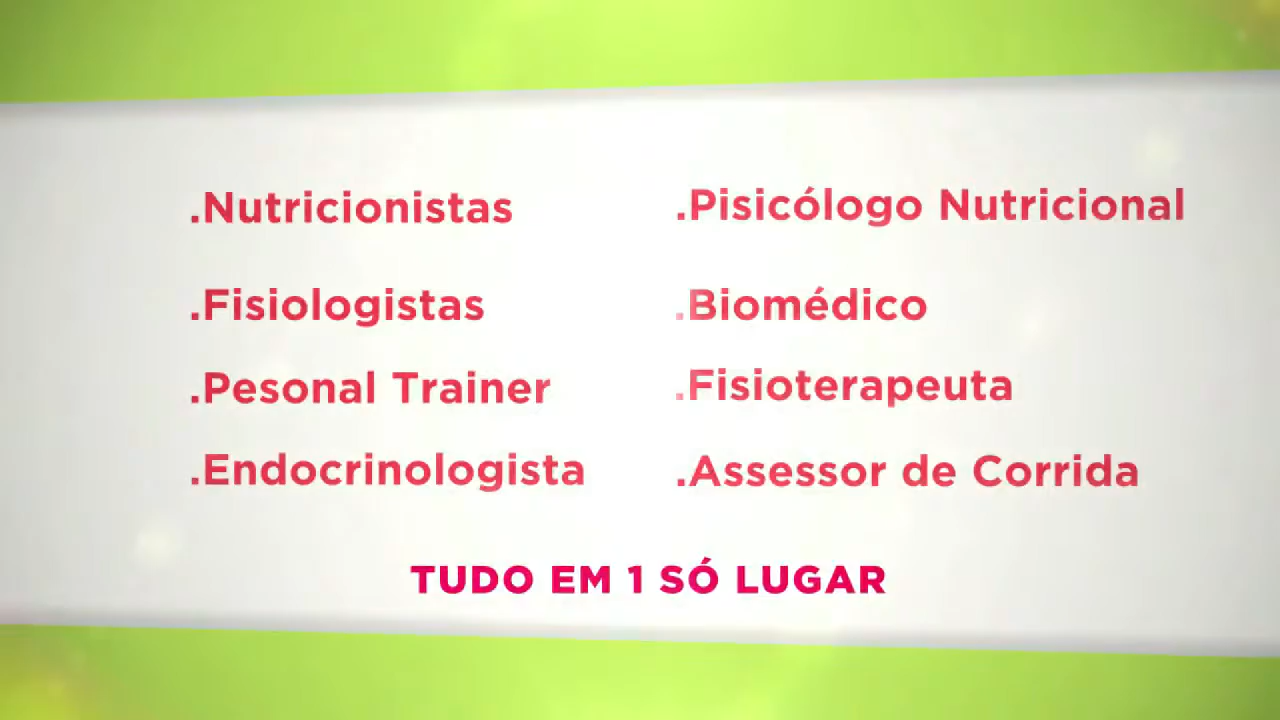 .Nutricionistas
.Fisiologistas
.Pesonal Trainer
.Endocrinologista
.Pisicólogo Nutricional
.Biomédico
.Fisioterapeuta
.Assessor de Corrida
TUDO EM 1 SÓ LUGAR